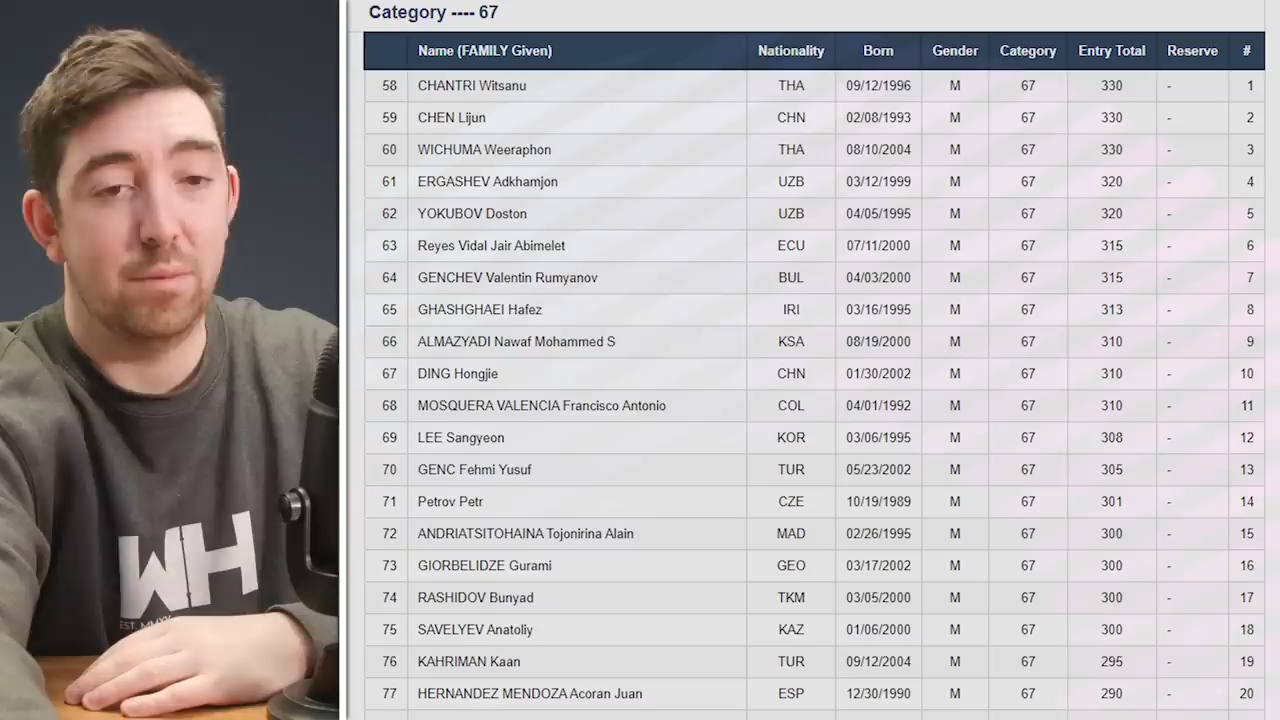 Category ---- 67
Name (FAMILY Given) Nationality Born Gender Category Entry Total Reserve #
58 CHANTRI Witsanu THA 09/12/1996 M 67 330 - 1
59 CHEN Lijun CHN 02/08/1993 M 67 330 - 2
60 WICHUMA Weeraphon THA 08/10/2004 M 67 330 - 3
61 ERGASHEV Adkhamjon UZB 03/12/1999 M 67 320 - 4
62 YOKUBOV Doston UZB 04/05/1995 M 67 320 - 5
63 Reyes Vidal Jair Abimelet ECU 07/11/2000 M 67 315 - 6
64 GENCHEV Valentin Rumyanov BUL 04/03/2000 M 67 315 - 7
65 GHASHGHAEI Hafez IRI 03/16/1995 M 67 313 - 8
66 ALMAZYADI Nawaf Mohammed S KSA 08/19/2000 M 67 310 - 9
67 DING Hongjie CHN 01/30/2002 M 67 310 - 10
68 MOSQUERA VALENCIA Francisco Antonio COL 04/01/1992 M 67 310 - 11
69 LEE Sangyeon KOR 03/06/1995 M 67 308 - 12
70 GENC Fehmi Yusuf TUR 05/23/2002 M 67 305 - 13
71 Petrov Petr CZE 10/19/1989 M 67 301 - 14
72 ANDRIATSITOHAINA Tojonirina Alain MAD 02/26/1995 M 67 300 - 15
73 GIORBELIDZE Gurami GEO 03/17/2002 M 67 300 - 16
74 RASHIDOV Bunyad TKM 03/05/2000 M 67 300 - 17
75 SAVELYEV Anatoliy KAZ 01/06/2000 M 67 300 - 18
76 KAHRIMAN Kaan TUR 09/12/2004 M 67 295 - 19
77 HERNANDEZ MENDOZA Acoran Juan ESP 12/30/1990 M 67 290 - 20
WH
EST.